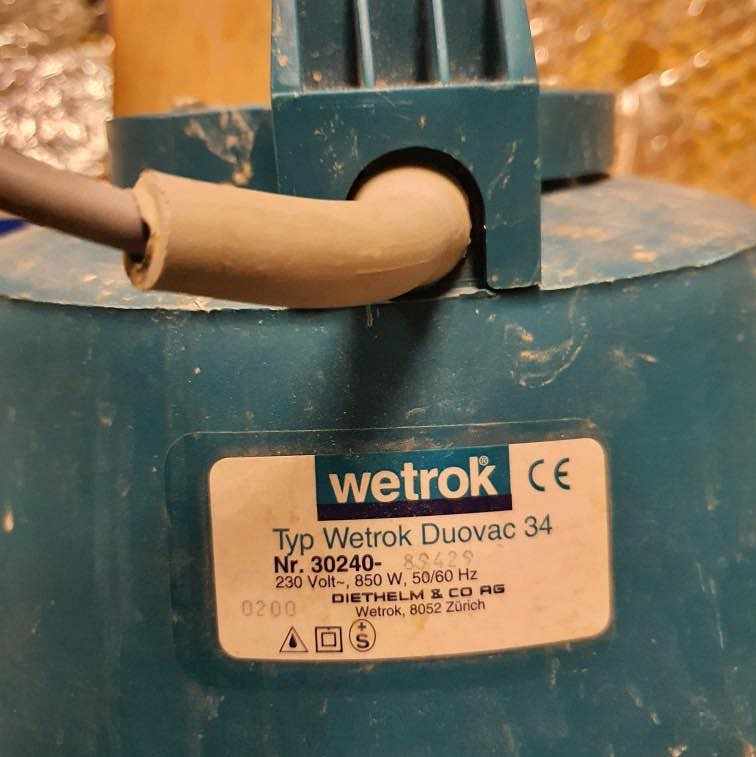 wetrok® CE
Typ Wetrok Duovac 34
Nr. 30240- 89429
230 Volt~, 850 W, 50/60 Hz
DIETHELM & CO AG
0200 Wetrok, 8052 Zürich
+
S